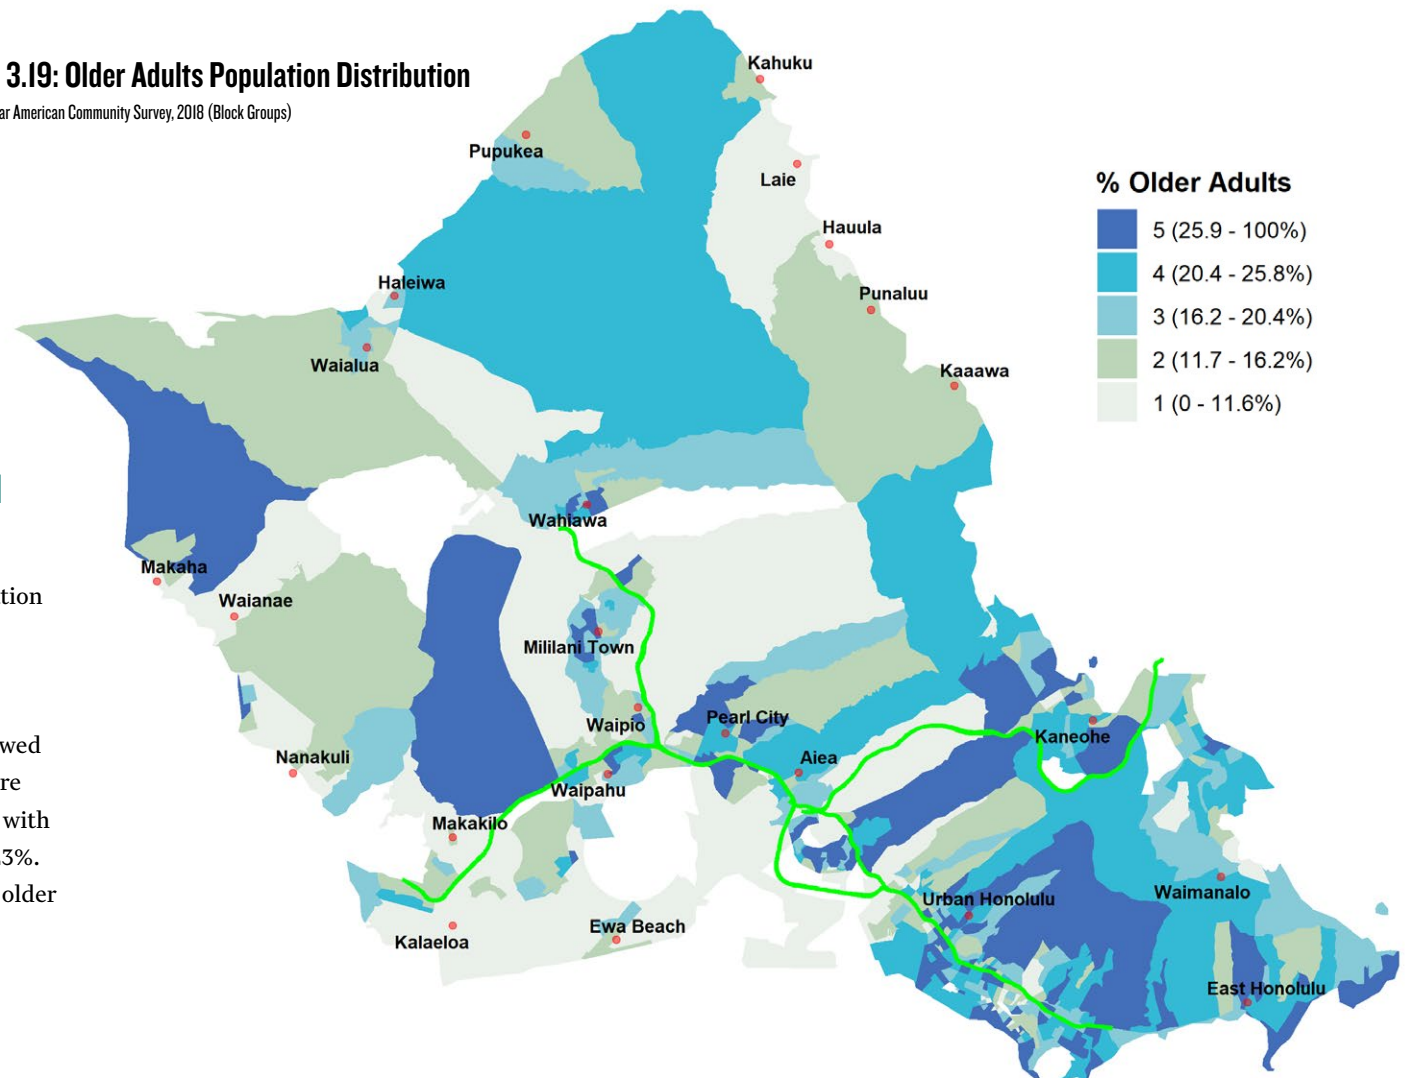 3.19: Older Adults Population Distribution
ar American Community Survey, 2018 (Block Groups)
Kahuku
Pupukea
Laie
% Older Adults
5 (25.9 - 100%)
4 (20.4 - 25.8%)
3 (16.2 - 20.4%)
2 (11.7 - 16.2%)
1 (0 - 11.6%)
Hauula
Haleiwa
Punaluu
Waialua
Kaaawa
Wahiawa
Makaha
tion
Waianae
Mililani Town
Waipio
Pearl City
Kaneohe
wed
Nanakuli
Aiea
re
Waipahu
with
Makakilo
3%.
older
Urban Honolulu
Waimanalo
Kalaeloa
Ewa Beach
East Honolulu